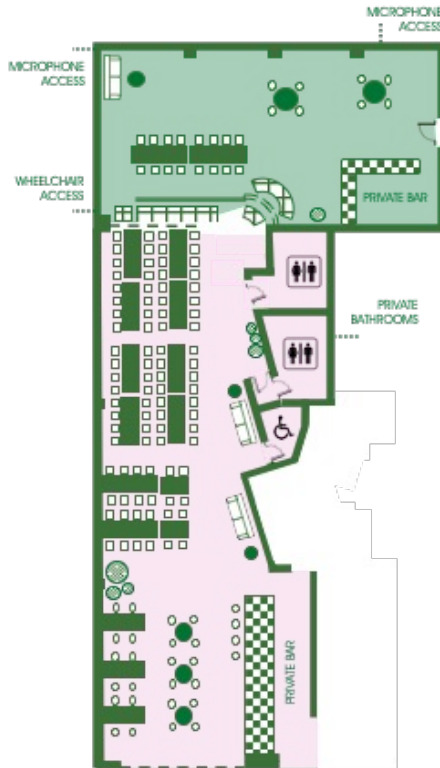 MICROPHONE
ACCESS
MICROPHONE
ACCESS
WHEELCHAIR
ACCESS
PRIVATE BAR
PRIVATE
BATHROOMS
PRIVATE BAR